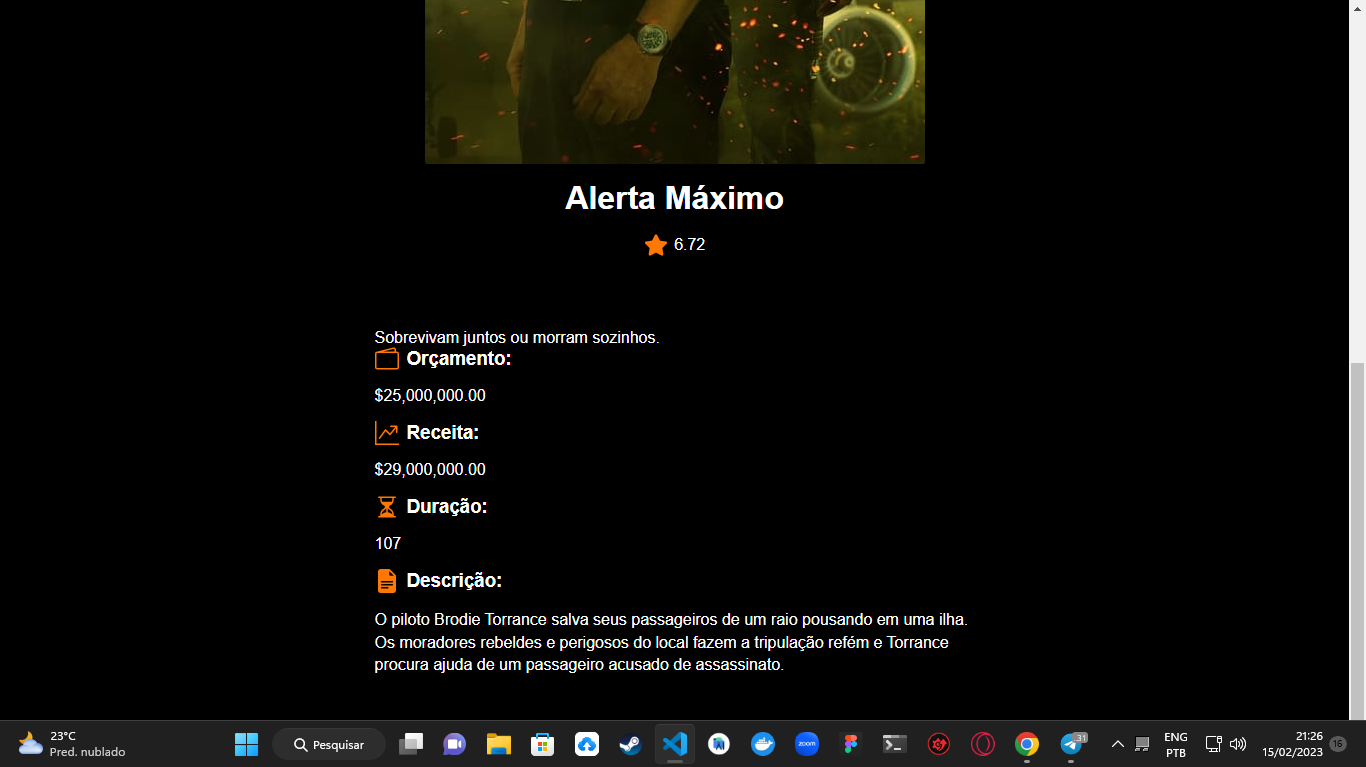 Alerta Máximo
6.72
Sobrevivam juntos ou morram sozinhos.
Orçamento:
$25,000,000.00
Receita:
$29,000,000.00
Duração:
107
Descrição:
O piloto Brodie Torrance salva seus passageiros de um raio pousando em uma ilha.
Os moradores rebeldes e perigosos do local fazem a tripulação refém e Torrance
procura ajuda de um passageiro acusado de assassinato.
23°C
Pred. nublado
Pesquisar
zoom
31
ENG
PTB
21:26
15/02/2023
16